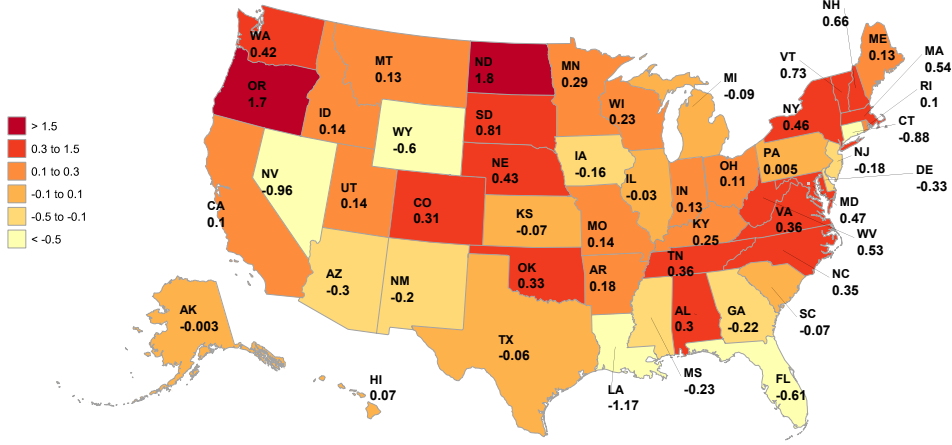 NH
0.66
WA
0.42
MT
0.13
ND
1.8
MN
0.29
ME
0.13
VT
0.73
MA
0.54
OR
1.7
ID
0.14
SD
0.81
WI
0.23
MI
-0.09
NY
0.46
RI
0.1
CT
-0.88
WY
-0.6
> 1.5
0.3 to 1.5
0.1 to 0.3
-0.1 to 0.1
-0.5 to -0.1
< -0.5
NV
-0.96
UT
0.14
CO
0.31
NE
0.43
IA
-0.16
IL
-0.03
IN
0.13
OH
0.11
PA
0.005
NJ
-0.18
DE
-0.33
MD
0.47
CA
0.1
KS
-0.07
MO
0.14
KY
0.25
VA
0.36
WV
0.53
AZ
-0.3
NM
-0.2
OK
0.33
AR
0.18
TN
0.36
NC
0.35
SC
-0.07
AK
-0.003
TX
-0.06
AL
0.3
GA
-0.22
MS
-0.23
LA
-1.17
FL
-0.61
HI
0.07